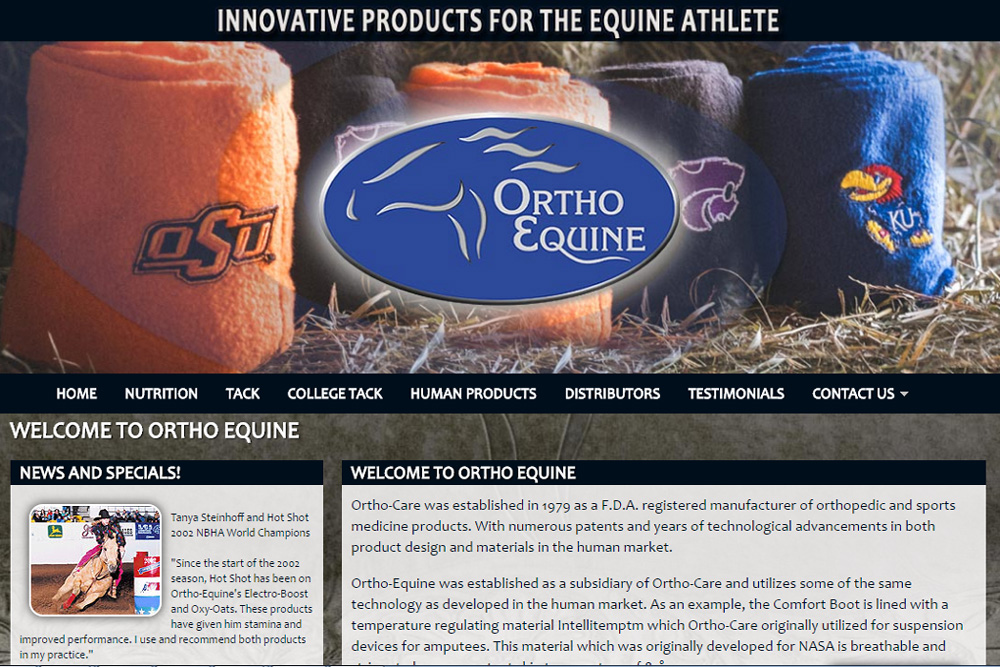 INNOVATIVE PRODUCTS FOR THE EQUINE ATHLETE
OSU
ORTHO
EQUINE
KU
HOME NUTRITION TACK COLLEGE TACK HUMAN PRODUCTS DISTRIBUTORS TESTIMONIALS CONTACT US
WELCOME TO ORTHO EQUINE
NEWS AND SPECIALS!
Tanya Steinhoff and Hot Shot
2002 NBHA World Champions
"Since the start of the 2002
season, Hot Shot has been on
Ortho-Equine's Electro-Boost
and Oxy-Oats. These products
have given him stamina and
improved performance. I use and recommend both products
in my practice."
WELCOME TO ORTHO EQUINE
Ortho-Care was established in 1979 as a F.D.A. registered manufacturer of orthopedic and sports
medicine products. With numerous patents and years of technological advancements in both
product design and materials in the human market.
Ortho-Equine was established as a subsidiary of Ortho-Care and utilizes some of the same
technology as developed in the human market. As an example, the Comfort Boot is lined with a
temperature regulating material Intellitemptm which Ortho-Care originally utilized for suspension
devices for amputees. This material which was originally developed for NASA is breathable and